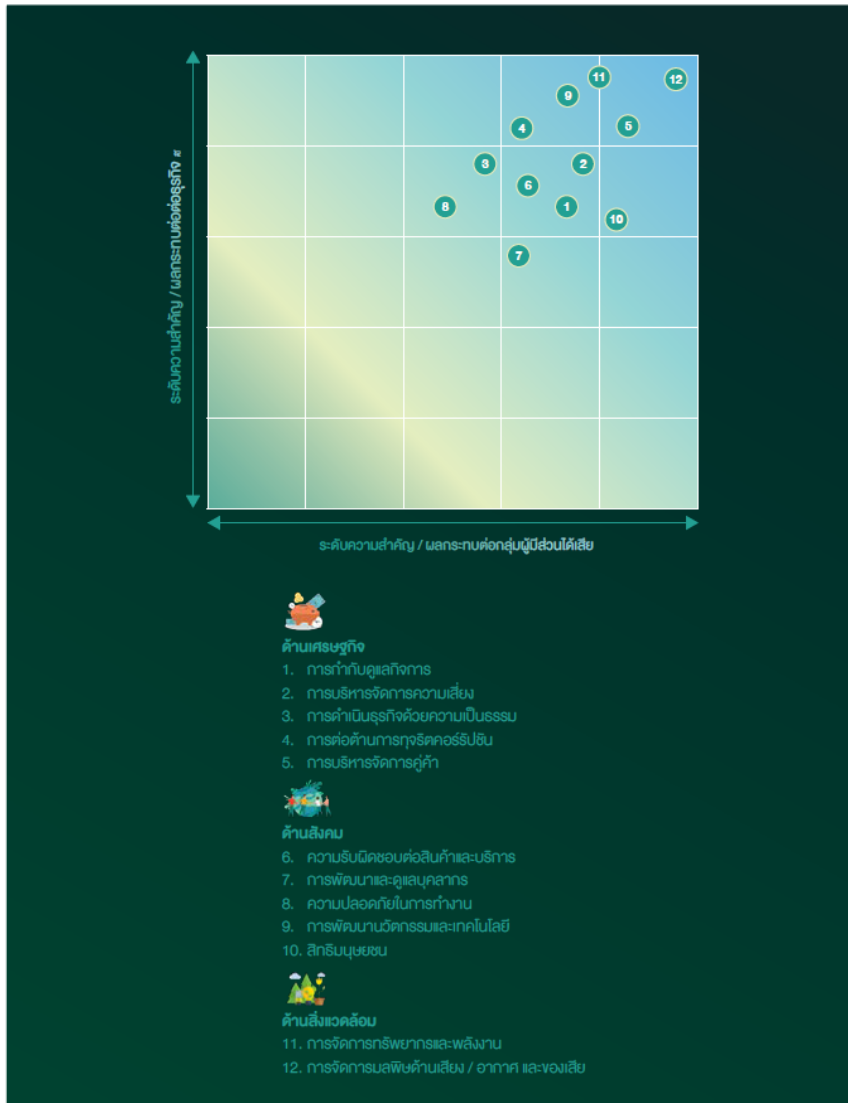 11
12
9
4
5
3
2
6
8
1
10
7
ระดับความสำคัญ / ผลกระทบต่อต่อธุรกิจ
ระดับความสำคัญ / ผลกระทบต่อกลุ่มผู้มีส่วนได้เสีย
ด้านเศรษฐกิจ
1. การกำกับดูแลกิจการ
2. การบริหารจัดการความเสี่ยง
3. การดำเนินธุรกิจด้วยความเป็นธรรม
4. การต่อต้านการทุจริตคอร์รัปชัน
5. การบริหารจัดการคู่ค้า
ด้านสังคม
6. ความรับผิดชอบต่อสินค้าและบริการ
7. การพัฒนาและดูแลบุคลากร
8. ความปลอดภัยในการทำงาน
9. การพัฒนานวัตกรรมและเทคโนโลยี
10. สิทธิมนุษยชน
ด้านสิ่งแวดล้อม
11. การจัดการทรัพยากรและพลังงาน
12. การจัดการมลพิษด้านเสียง / อากาศ และของเสีย